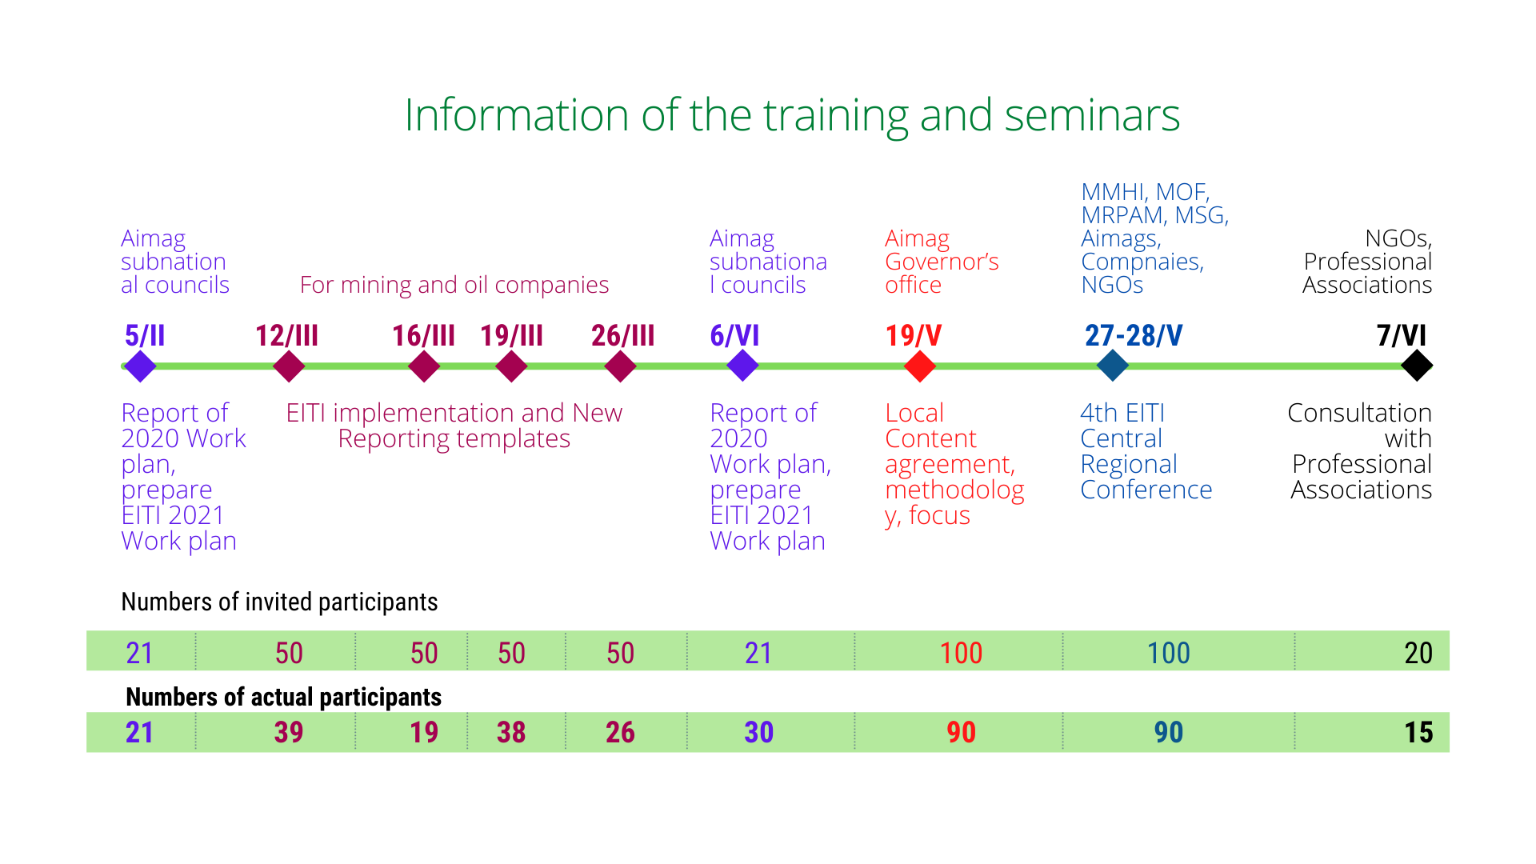 Information of the training and seminars
Aimag
subnation
al councils
For mining and oil companies
Aimag
subnationa
l councils
Aimag
Governor’s
office
MMHI, MOF,
MRPAM, MSG,
Aimags,
Compnaies,
NGOs
NGOs,
Professional
Associations
5/II
12/III
16/III
19/III
26/III
6/VI
19/V
27-28/V
7/VI
Report of
2020 Work
plan,
prepare
EITI 2021
Work plan
EITI implementation and New
Reporting templates
Report of
2020
Work plan,
prepare
EITI 2021
Work plan
Local
Content
agreement,
methodolog
y, focus
4th EITI
Central
Regional
Conference
Consultation
with
Professional
Associations
Numbers of invited participants
21 50 50 50 50 21 100 100 20
Numbers of actual participants
21 39 19 38 26 30 90 90 15